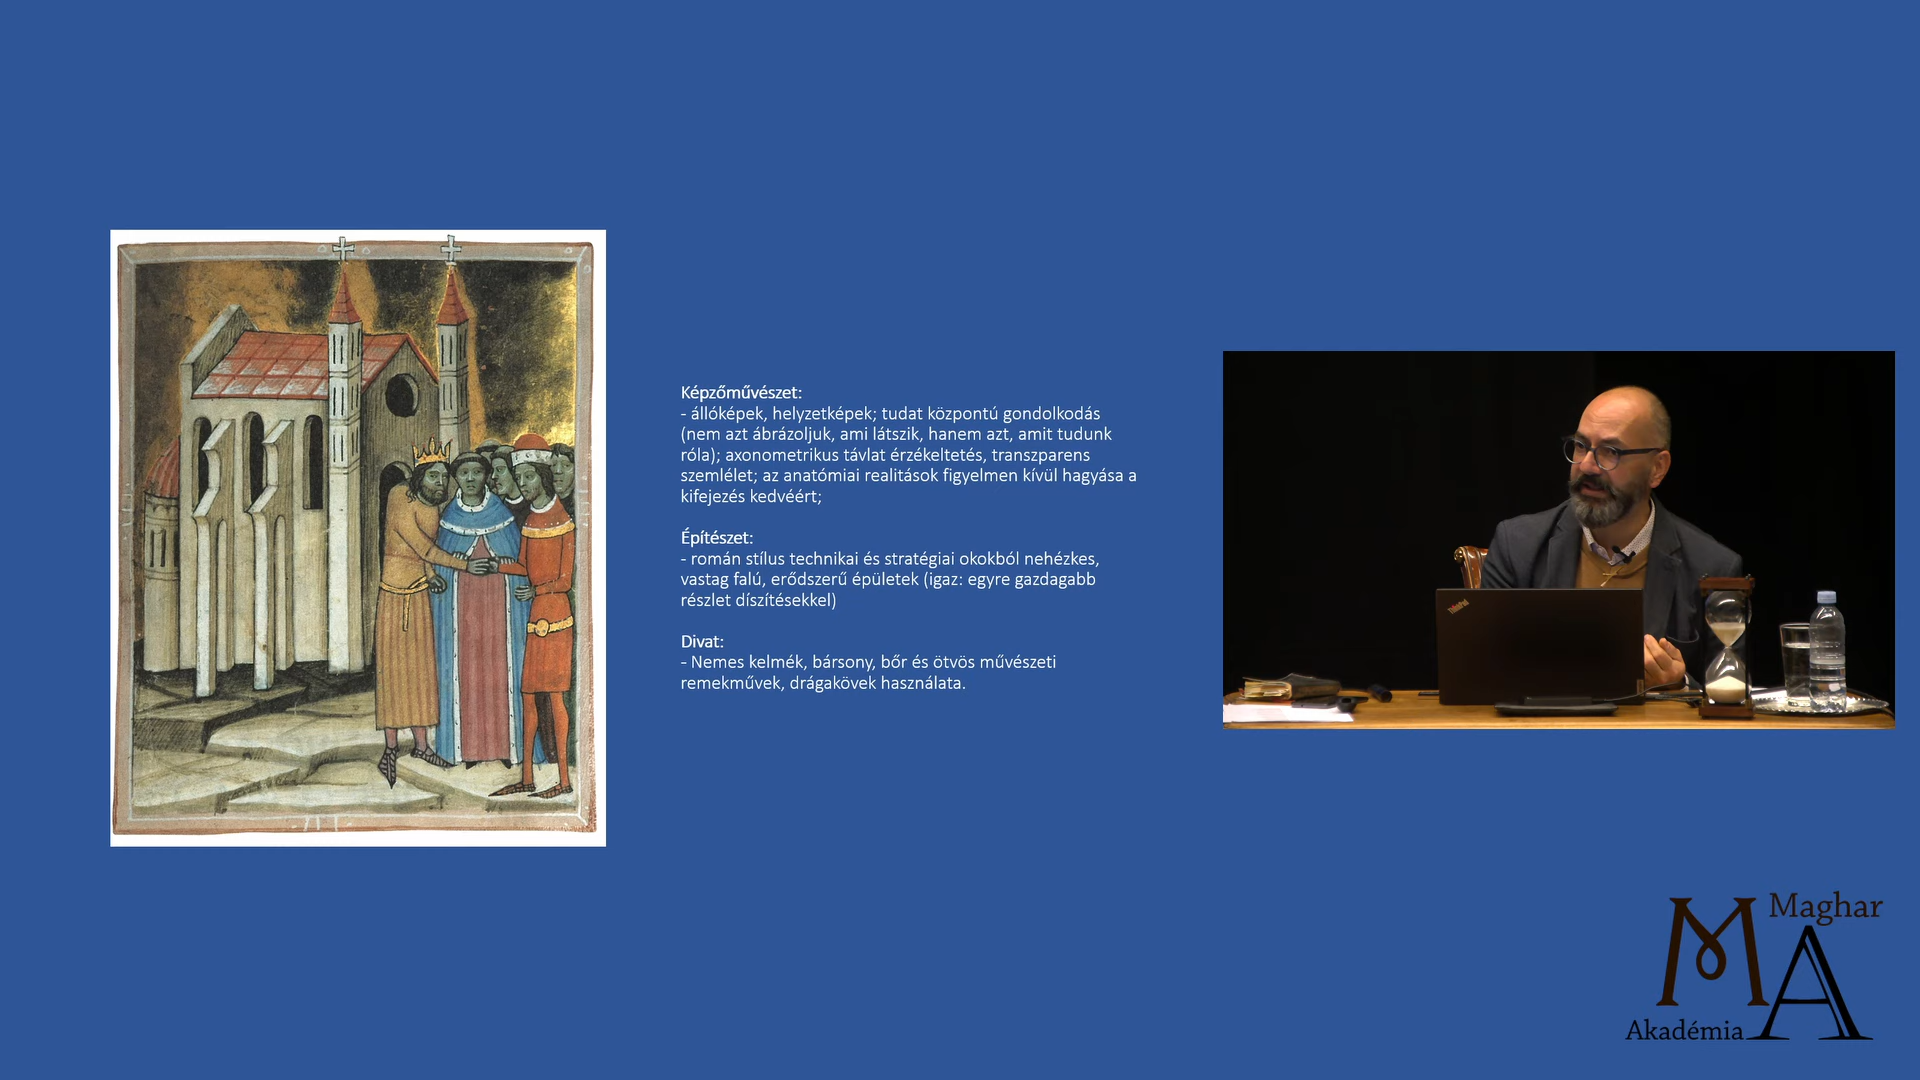 Képzőművészet:
- állóképek, helyzetképek; tudat központú gondolkodás
(nem azt ábrázoljuk, ami látszik, hanem azt, amit tudunk
róla); axonometrikus távlat érzékeltetés, transzparens
szemlélet; az anatómiai realitások figyelmen kívül hagyása a
kifejezés kedvéért;
Építészet:
- román stílus technikai és stratégiai okokból nehézkes,
vastag falú, erődszerű épületek (igaz: egyre gazdagabb
részlet díszítésekkel)
Divat:
- Nemes kelmék, bársony, bőr és ötvös művészeti
remekművek, drágakövek használata.
ThinkPad
Maghar
MA
Akadémia